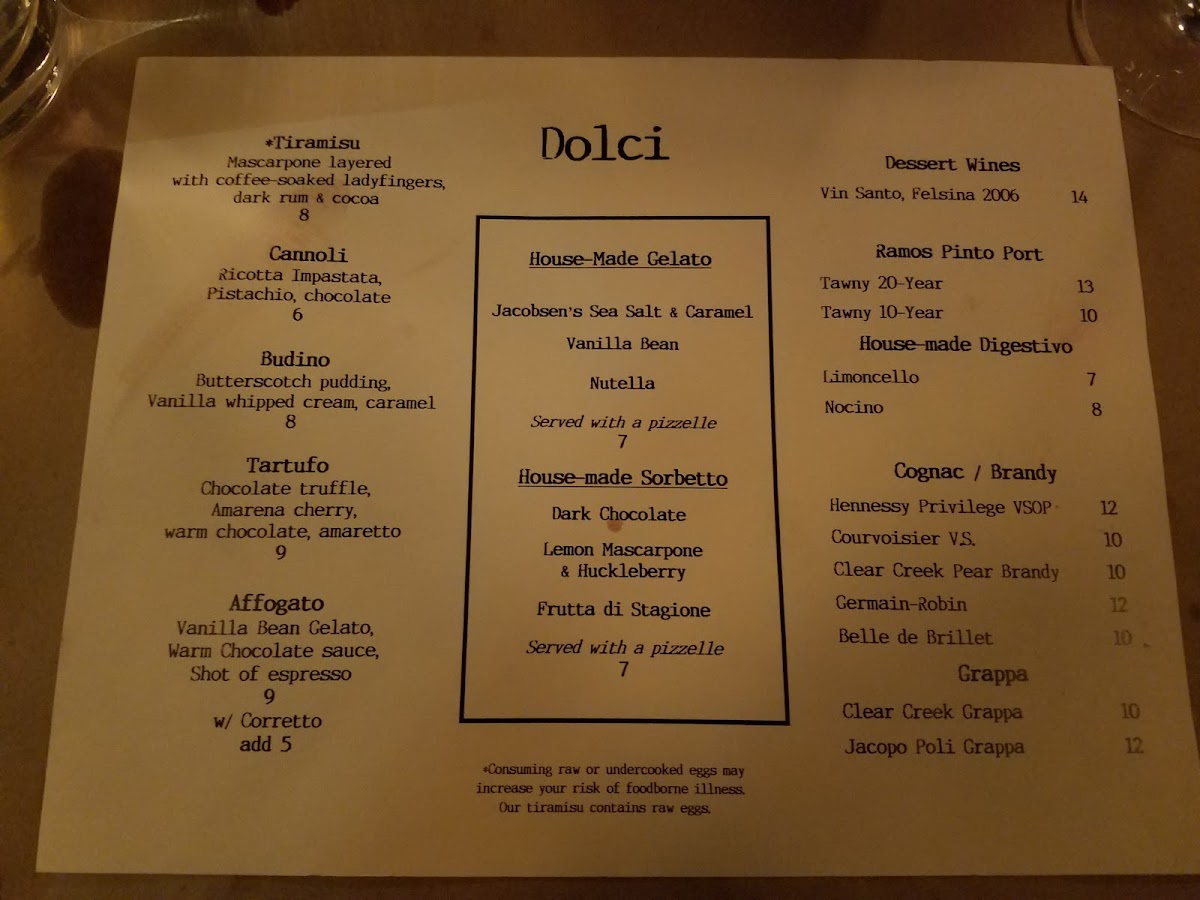 Dolci
*Tiramisu
Mascarpone layered
with coffee-soaked ladyfingers,
dark rum & cocoa
8
Cannoli
Ricotta Impastata,
Pistachio, chocolate
6
Budino
Butterscotch pudding,
Vanilla whipped cream, caramel
8
Tartufo
Chocolate truffle,
Amarena cherry,
warm chocolate, amaretto
9
Affogato
Vanilla Bean Gelato,
Warm Chocolate sauce,
Shot of espresso
9
w/ Corretto
add 5
House-Made Gelato
Jacobsen's Sea Salt & Caramel
Vanilla Bean
Nutella
Served with a pizzelle
7
House-made Sorbetto
Dark Chocolate
Lemon Mascarpone
& Huckleberry
Frutta di Stagione
Served with a pizzelle
7
*Consuming raw or undercooked eggs may
increase your risk of foodborne illness.
Our tiramisu contains raw eggs.
Dessert Wines
Vin Santo, Felsina 2006 14
Ramos Pinto Port
Tawny 20-Year 13
Tawny 10-Year 10
House-made Digestivo
Limoncello 7
Nocino 8
Cognac / Brandy
Hennessy Privilege VSOP 12
Courvoisier V.S. 10
Clear Creek Pear Brandy 10
Germain-Robin 12
Belle de Brillet 10
Grappa
Clear Creek Grappa 10
Jacopo Poli Grappa 12